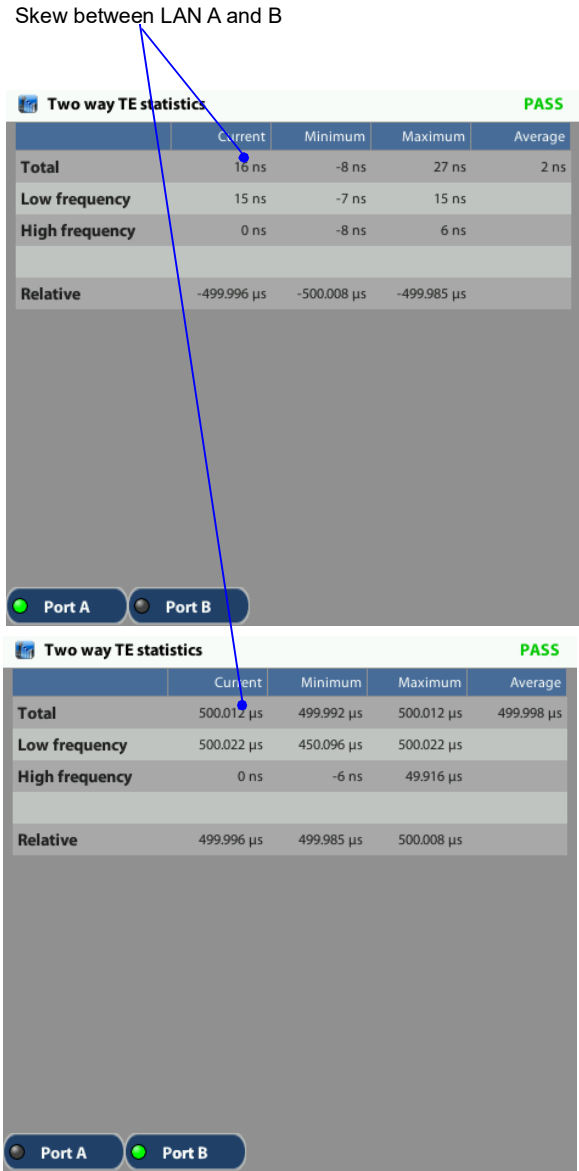 Skew between LAN A and B
Two way TE statistics PASS
Current Minimum Maximum Average
Total 16 ns -8 ns 27 ns 2 ns
Low frequency 15 ns -7 ns 15 ns
High frequency 0 ns -8 ns 6 ns
Relative -499.996 µs -500.008 µs -499.985 µs
Port A Port B
Two way TE statistics PASS
Current Minimum Maximum Average
Total 500.012 µs 499.992 µs 500.012 µs 499.998 µs
Low frequency 500.022 µs 450.096 µs 500.022 µs
High frequency 0 ns -6 ns 49.916 µs
Relative 499.996 µs 499.985 µs 500.008 µs
Port A Port B